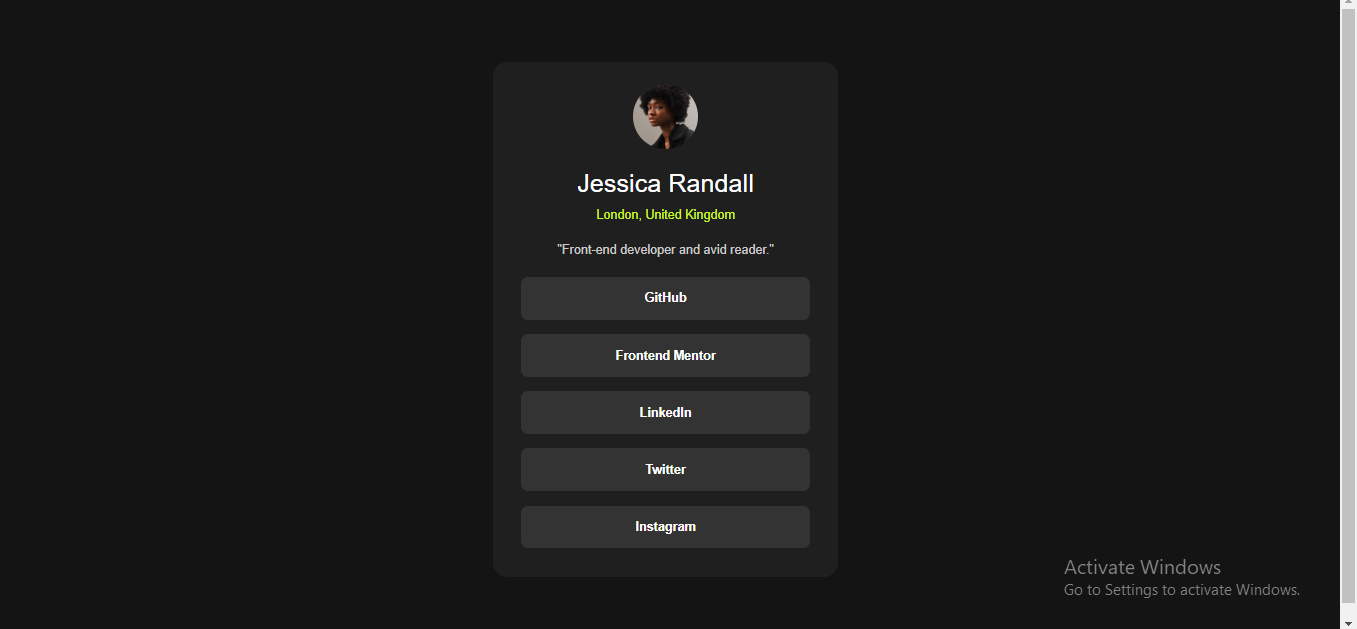 Jessica Randall
London, United Kingdom
"Front-end developer and avid reader."
GitHub
Frontend Mentor
LinkedIn
Twitter
Instagram
Activate Windows
Go to Settings to activate Windows.